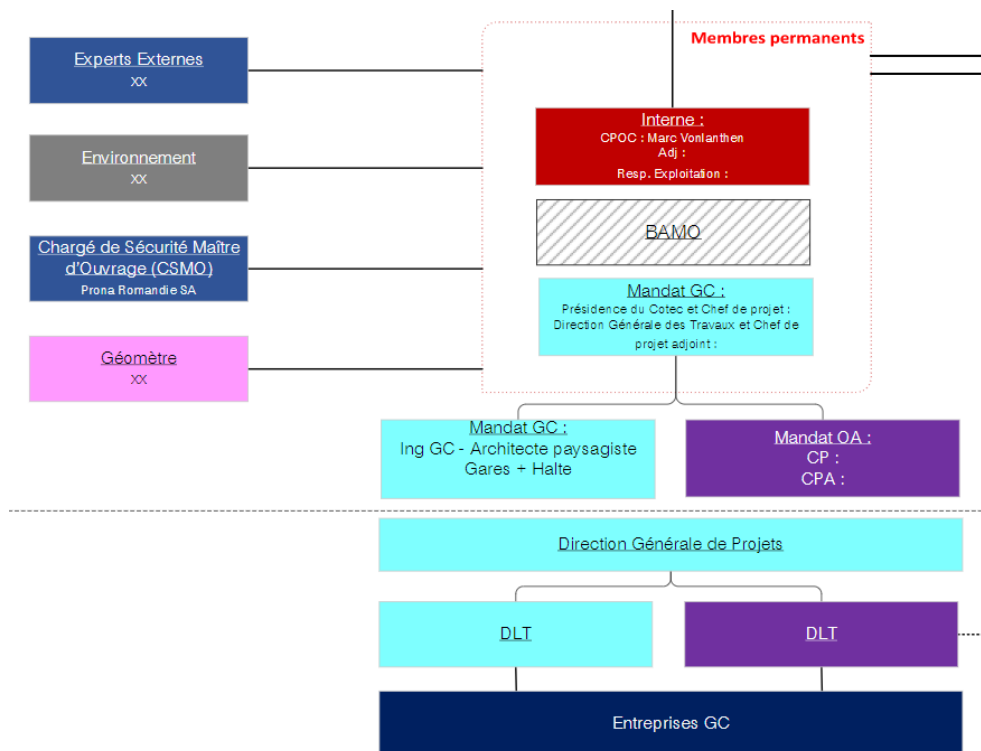 Membres permanents
Experts Externes
xx
Interne :
CPOC : Marc Vonlanthen
Adj :
Resp. Exploitation :
Environnement
xx
BAMO
Chargé de Sécurité Maître
d'Ouvrage (CSMO)
Prona Romandie SA
Mandat GC :
Présidence du Cotec et Chef de projet :
Direction Générale des Travaux et Chef de
projet adjoint :
Géomètre
xx
Mandat GC :
Ing GC - Architecte paysagiste
Gares + Halte
Mandat OA :
CP :
CPA :
Direction Générale de Projets
DLT
DLT
Entreprises GC